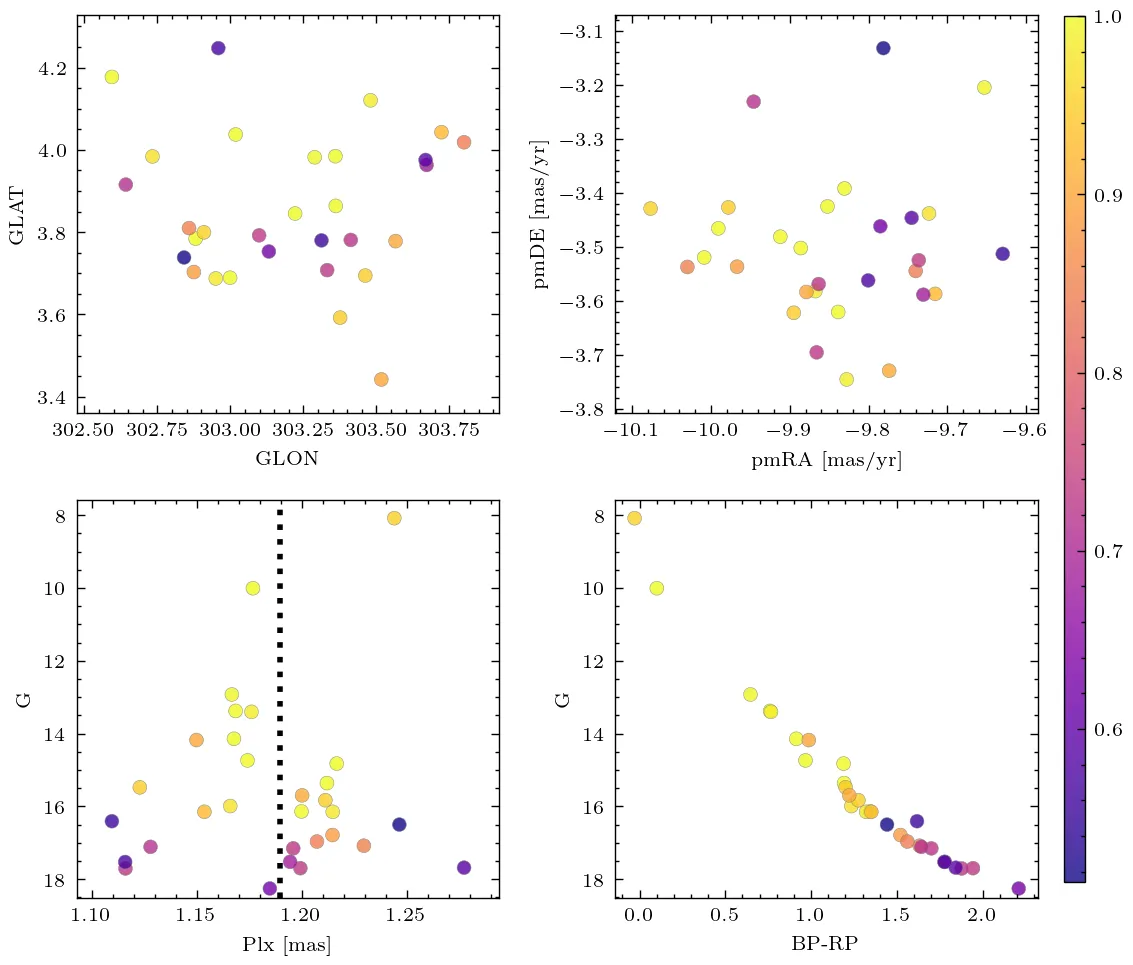 4.2
4.0
3.8
3.6
3.4
GLAT
302.50 302.75 303.00 303.25 303.50 303.75
GLON
−3.1
−3.2
−3.3
−3.4
−3.5
−3.6
−3.7
−3.8
pmDE [mas/yr]
−10.1 −10.0 −9.9 −9.8 −9.7 −9.6
pmRA [mas/yr]
8
10
12
14
16
18
G
1.10 1.15 1.20 1.25
Plx [mas]
8
10
12
14
16
18
G
0.0 0.5 1.0 1.5 2.0
BP-RP
1.0
0.9
0.8
0.7
0.6